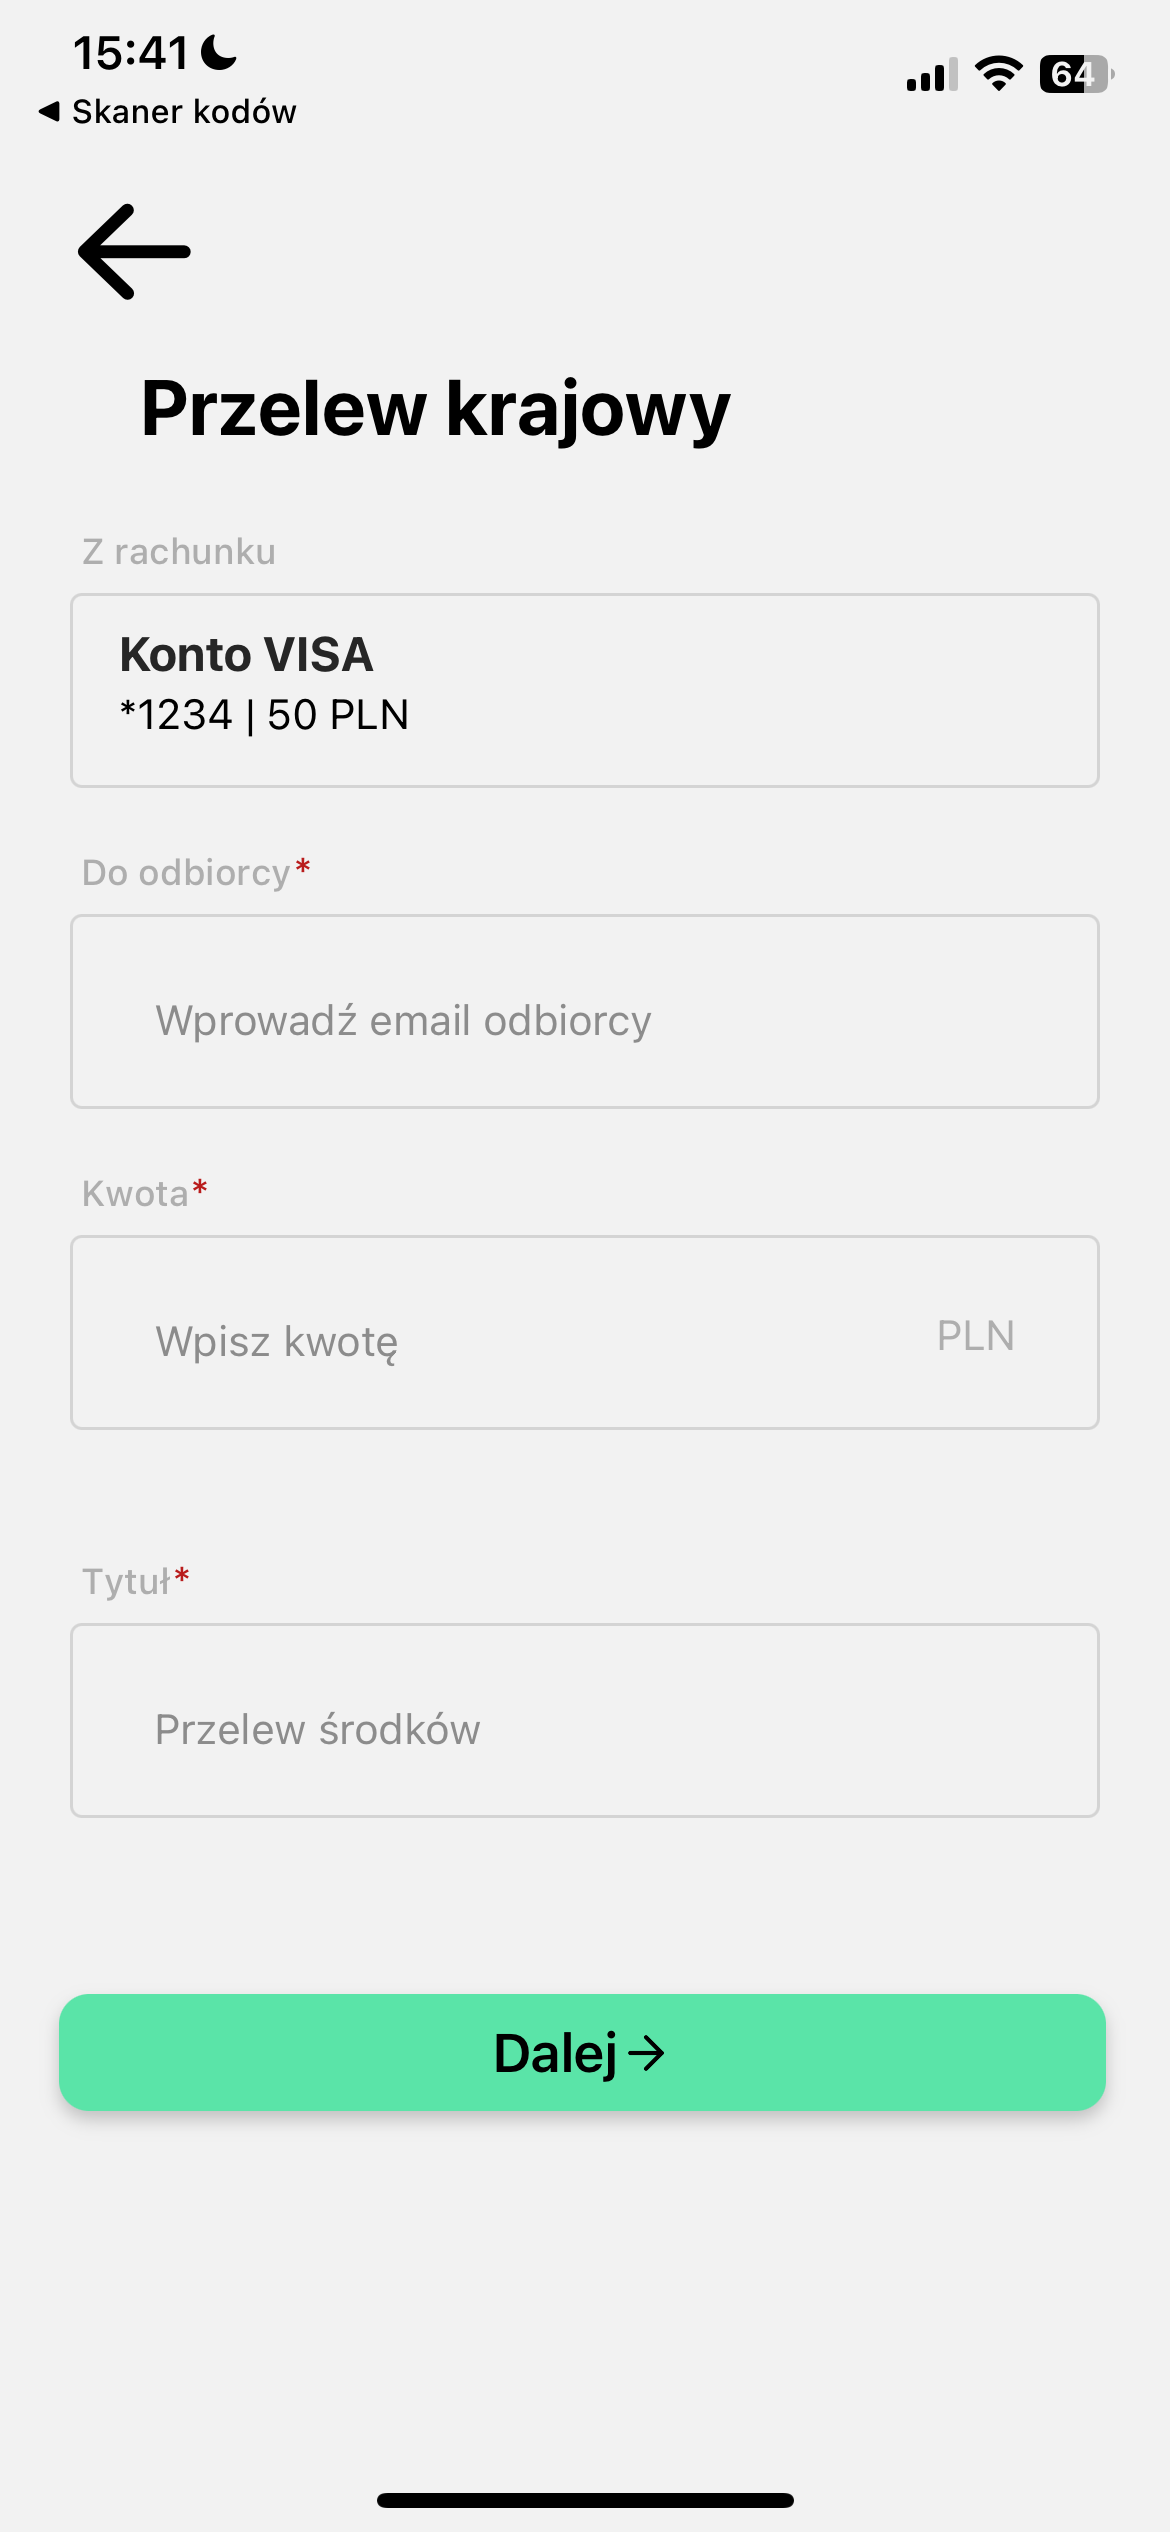 15:41
64
◀ Skaner kodów
Przelew krajowy
Z rachunku
Konto VISA
*1234 | 50 PLN
Do odbiorcy*
Wprowadź email odbiorcy
Kwota*
Wpisz kwotę PLN
Tytuł*
Przelew środków
Dalej →